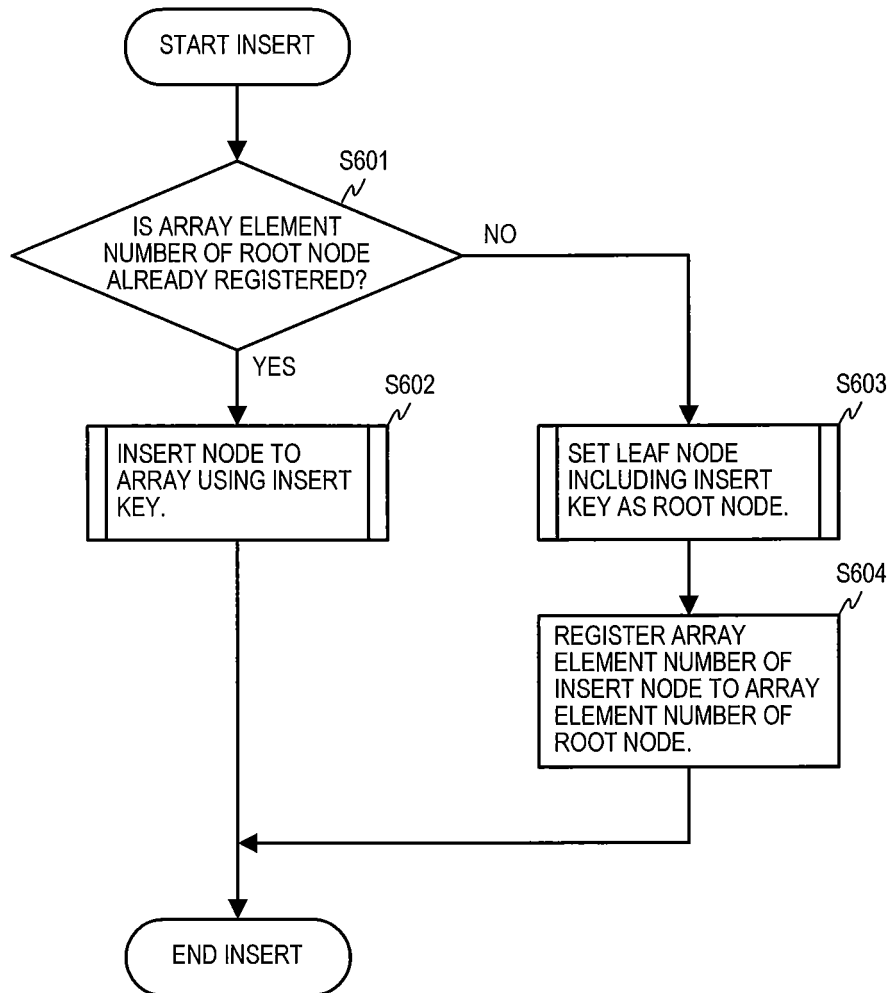 START INSERT
S601
IS ARRAY ELEMENT
NUMBER OF ROOT NODE
ALREADY REGISTERED?
NO
YES
S602
INSERT NODE TO
ARRAY USING INSERT
KEY.
S603
SET LEAF NODE
INCLUDING INSERT
KEY AS ROOT NODE.
S604
REGISTER ARRAY
ELEMENT NUMBER OF
INSERT NODE TO ARRAY
ELEMENT NUMBER OF
ROOT NODE.
END INSERT